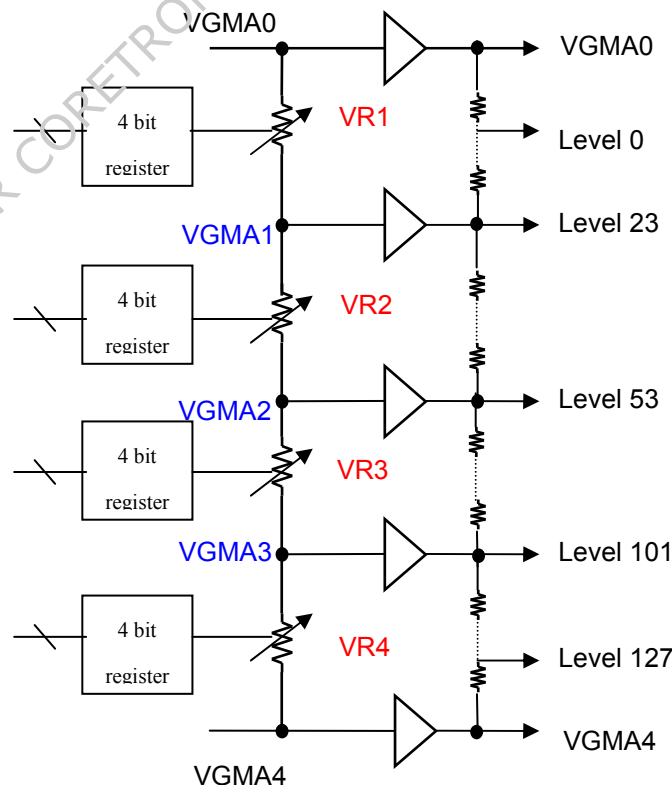 VGMA0
VGMA0
4 bit
register
VR1
Level 0
R CORETRON
VGMA1
Level 23
4 bit
register
VR2
VGMA2
Level 53
4 bit
register
VR3
VGMA3
Level 101
4 bit
register
VR4
Level 127
VGMA4
VGMA4